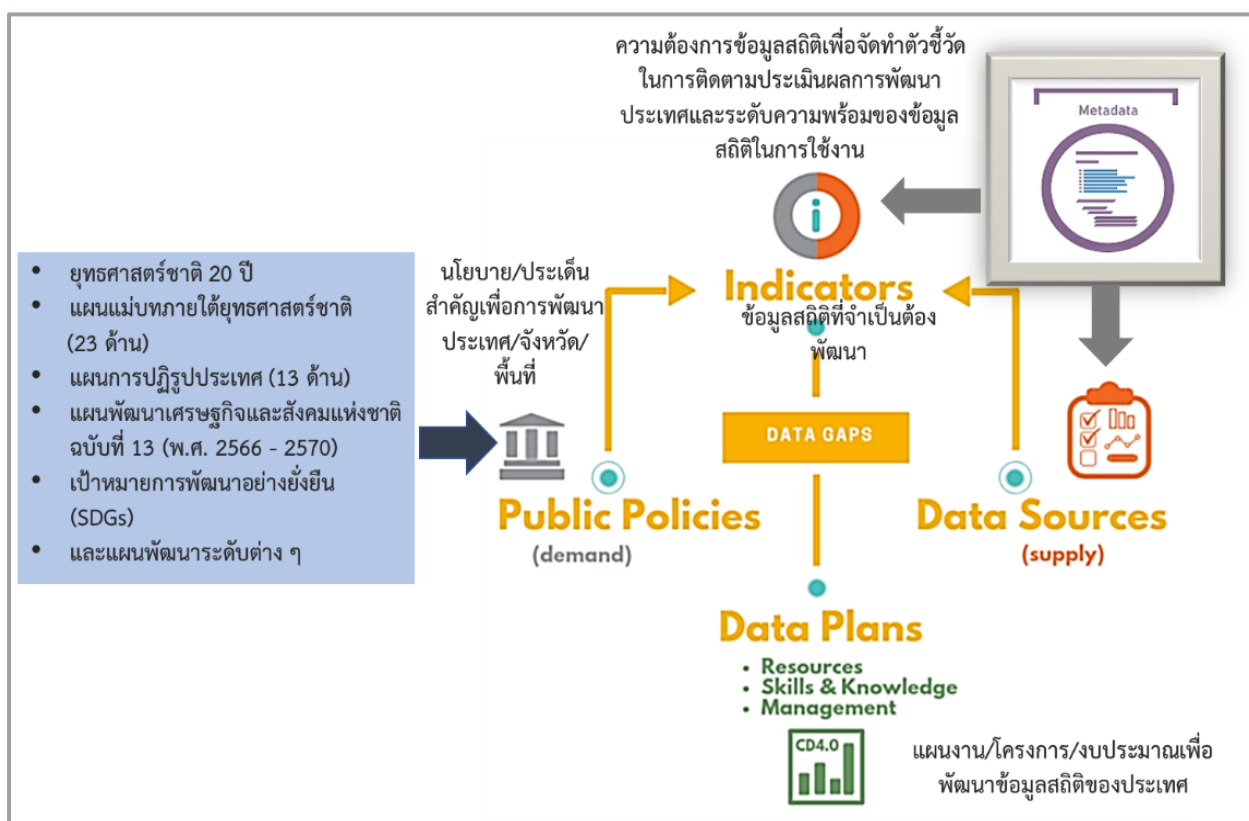 ความต้องการข้อมูลสถิติเพื่อจัดทำตัวชี้วัด
ในการติดตามประเมินผลการพัฒนา
ประเทศและระดับความพร้อมของข้อมูล
สถิติในการใช้งาน
Metadata
i
Indicators
ข้อมูลสถิติที่จำเป็นต้อง
พัฒนา
• ยุทธศาสตร์ชาติ 20 ปี
• แผนแม่บทภายใต้ยุทธศาสตร์ชาติ
(23 ด้าน)
• แผนการปฏิรูปประเทศ (13 ด้าน)
• แผนพัฒนาเศรษฐกิจและสังคมแห่งชาติ
ฉบับที่ 13 (พ.ศ. 2566 - 2570)
• เป้าหมายการพัฒนาอย่างยั่งยืน
(SDGs)
• และแผนพัฒนาระดับต่าง ๆ
นโยบาย/ประเด็น
สำคัญเพื่อการพัฒนา
ประเทศ/จังหวัด/
พื้นที่
DATA GAPS
Public Policies
(demand)
Data Sources
(supply)
Data Plans
• Resources
• Skills & Knowledge
• Management
CD4.0
แผนงาน/โครงการ/งบประมาณเพื่อ
พัฒนาข้อมูลสถิติของประเทศ